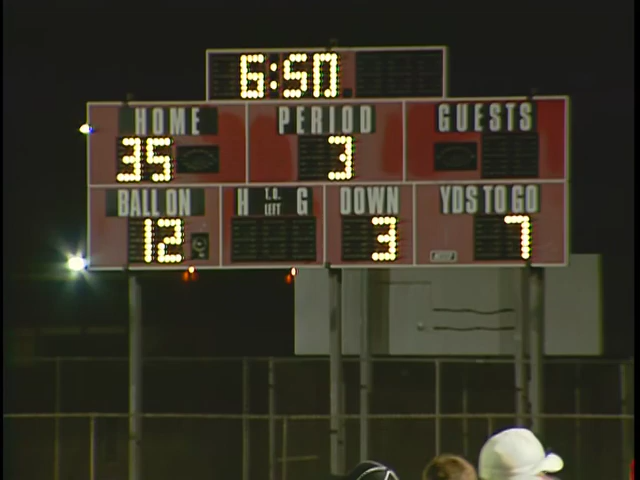 6:50
HOME PERIOD GUESTS
35 3
BALL ON H T.O. LEFT G DOWN YDS TO GO
12 3 7